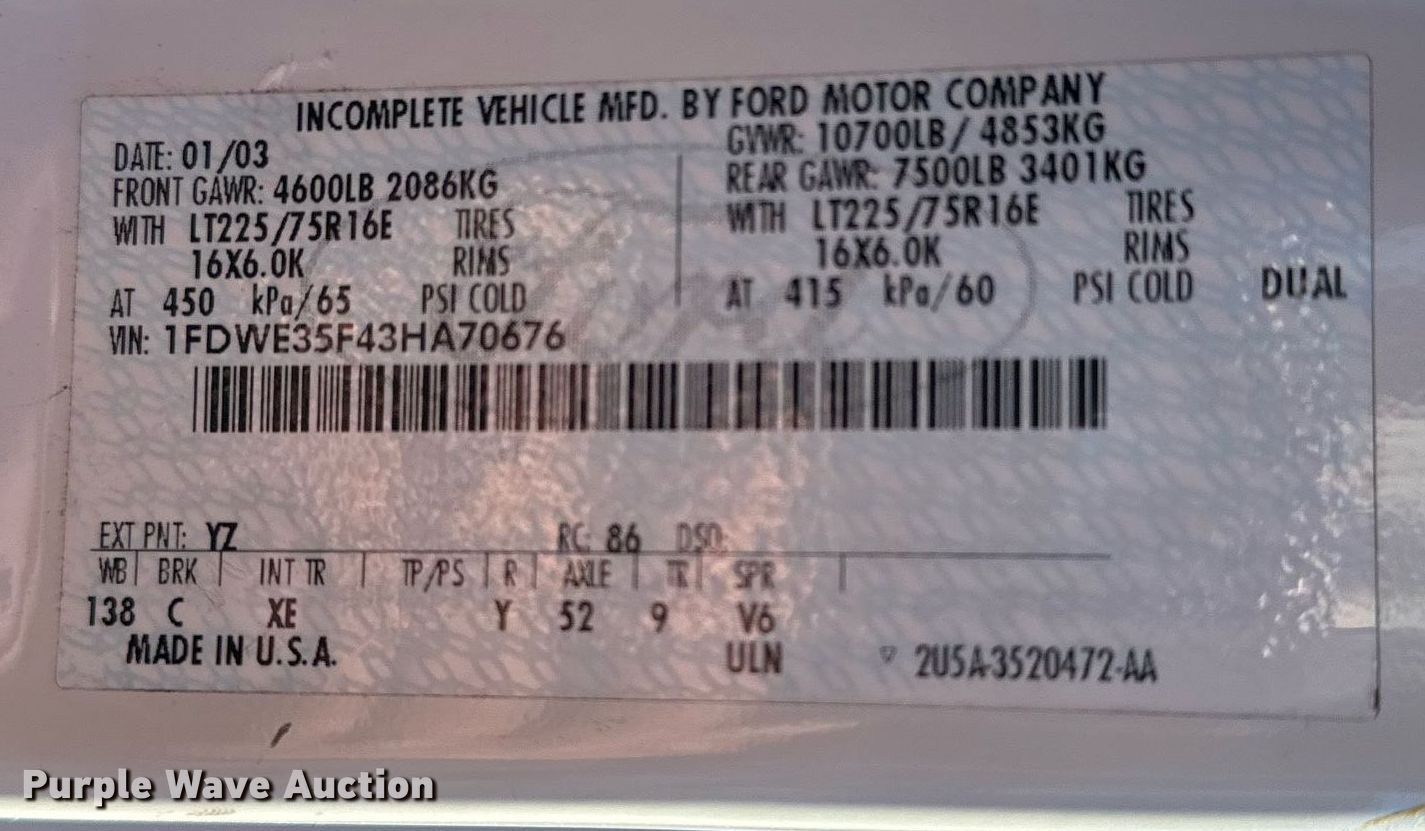 INCOMPLETE VEHICLE MFD. BY FORD MOTOR COMPANY
DATE: 01/03
GVWR: 10700LB / 4853KG
FRONT GAWR: 4600LB 2086KG
REAR GAWR: 7500LB 3401KG
WITH LT225/75R16E TIRES
WITH LT225/75R16E TIRES
16X6.0K RIMS
16X6.0K RIMS
AT 450 kPa/65 PSI COLD
AT 415 kPa/60 PSI COLD DUAL
VIN: 1FDWE35F43HA70676
EXT PNT: YZ RC: 86 DSO:
WB BRK INT TR TP/PS R AXLE TR SPR
138 C XE Y 52 9 V6
MADE IN U.S.A. ULN 2U5A-3520472-AA
Purple Wave Auction